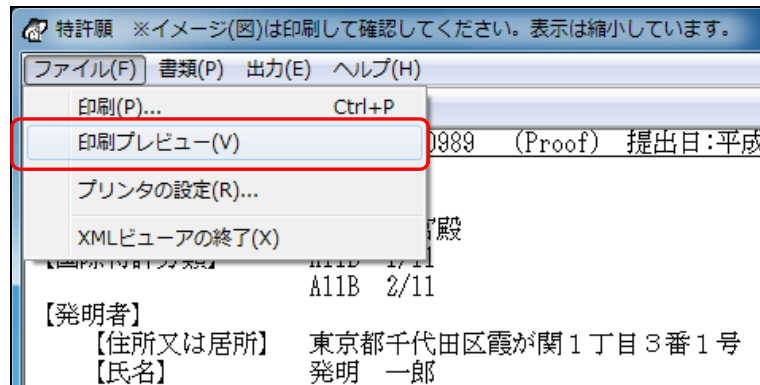 特許願 ※イメージ(図)は印刷して確認してください。表示は縮小しています。
ファイル(F) 書類(P) 出力(E) ヘルプ(H)
印刷(P)... Ctrl+P
印刷プレビュー(V)
0989 (Proof) 提出日:平成
プリンタの設定(R)...
殿
XMLビューアの終了(X)
A11B 2/11
【発明者】
【住所又は居所】 東京都千代田区霞が関1丁目3番1号
【氏名】 発明 一郎